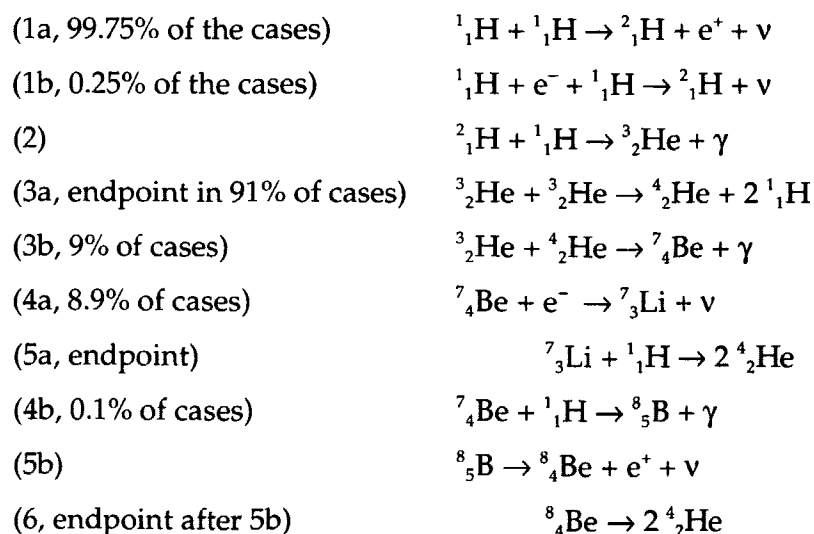 (1a, 99.75% of the cases) ¹₁H + ¹₁H → ²₁H + e⁺ + ν
(1b, 0.25% of the cases) ¹₁H + e⁻ + ¹₁H → ²₁H + ν
(2) ²₁H + ¹₁H → ³₂He + γ
(3a, endpoint in 91% of cases) ³₂He + ³₂He → ⁴₂He + 2 ¹₁H
(3b, 9% of cases) ³₂He + ⁴₂He → ⁷₄Be + γ
(4a, 8.9% of cases) ⁷₄Be + e⁻ → ⁷₃Li + ν
(5a, endpoint) ⁷₃Li + ¹₁H → 2 ⁴₂He
(4b, 0.1% of cases) ⁷₄Be + ¹₁H → ⁸₅B + γ
(5b) ⁸₅B → ⁸₄Be + e⁺ + ν
(6, endpoint after 5b) ⁸₄Be → 2 ⁴₂He